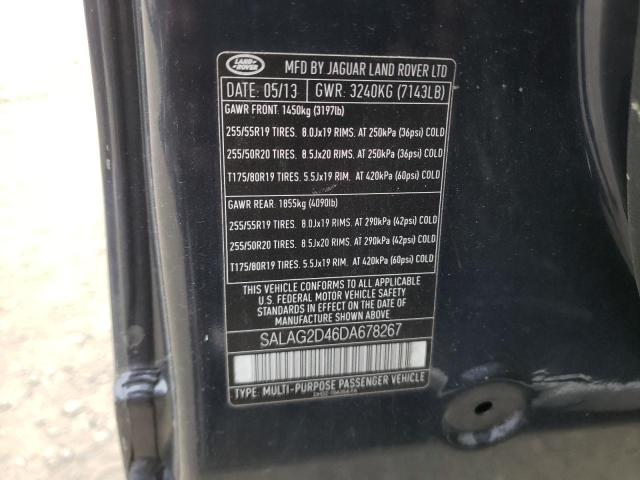 LAND ROVER
MFD BY JAGUAR LAND ROVER LTD
DATE: 05/13 GWR: 3240KG (7143LB)
GAWR FRONT: 1450kg (3197lb)
255/55R19 TIRES. 8.0Jx19 RIMS. AT 250kPA (36psi) COLD
255/50R20 TIRES. 8.5Jx20 RIMS. AT 250kPA (36psi) COLD
T175/80R19 TIRES. 5.5Jx19 RIM. AT 420kPA (60psi) COLD
GAWR REAR: 1855kg (4090lb)
255/55R19 TIRES. 8.0Jx19 RIMS. AT 290kPA (42psi) COLD
255/50R20 TIRES. 8.5Jx20 RIMS. AT 290kPA (42psi) COLD
T175/80R19 TIRES. 5.5Jx19 RIM. AT 420kPA (60psi) COLD
THIS VEHICLE CONFORMS TO ALL APPLICABLE
U.S. FEDERAL MOTOR VEHICLE SAFETY
STANDARDS IN EFFECT ON THE DATE OF
MANUFACTURE SHOWN ABOVE
SALAG2D46DA678267
TYPE: MULTI-PURPOSE PASSENGER VEHICLE